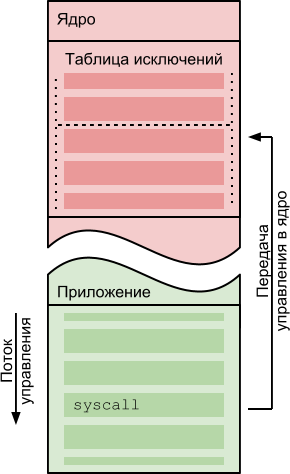 Ядро
Таблица исключений
Передача
управления в ядро
Приложение
Поток
управления
syscall